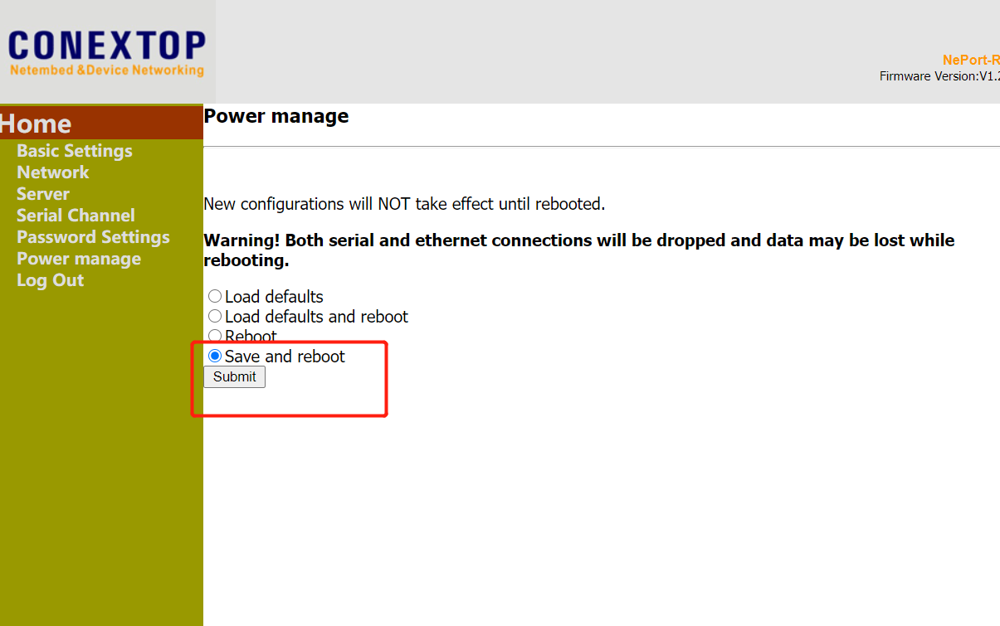 CONEXTOP
Netembed &Device Networking
NePort-R
Firmware Version:V1.2
Home
Basic Settings
Network
Server
Serial Channel
Password Settings
Power manage
Log Out
Power manage
New configurations will NOT take effect until rebooted.
Warning! Both serial and ethernet connections will be dropped and data may be lost while
rebooting.
Load defaults
Load defaults and reboot
Reboot
Save and reboot
Submit